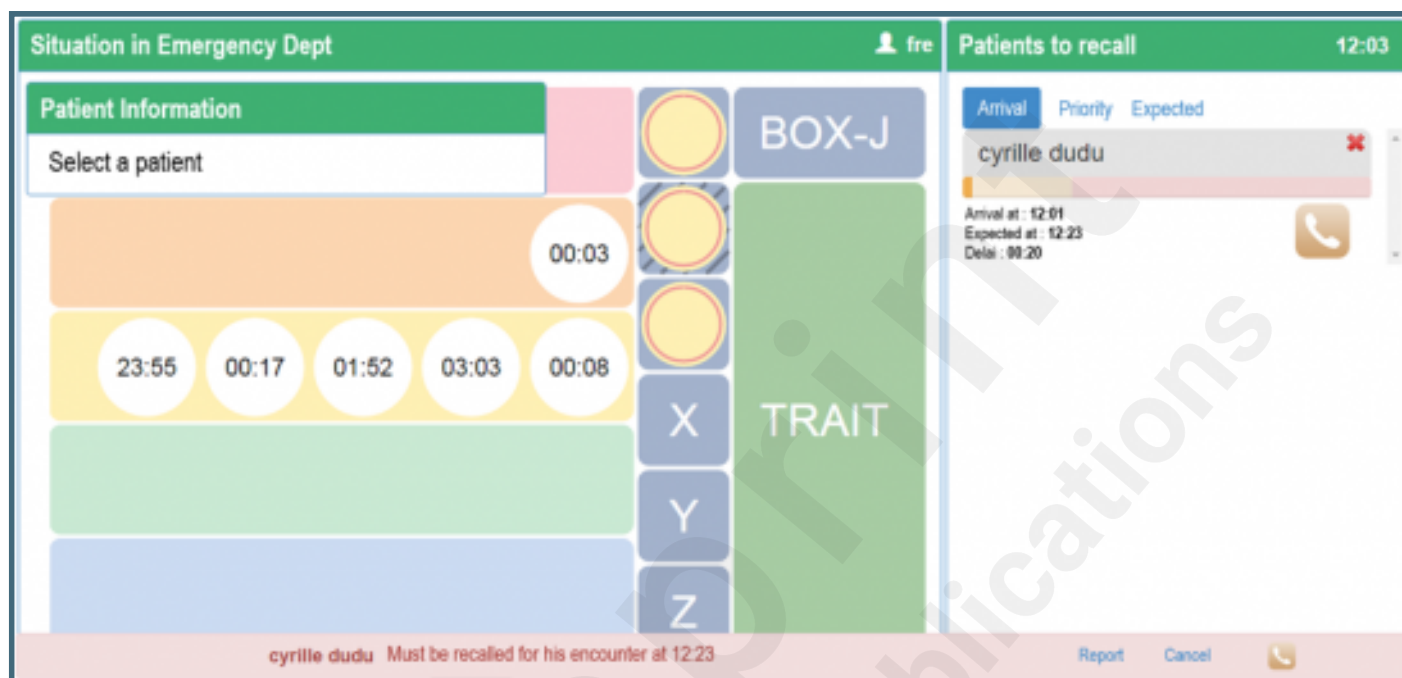 Situation in Emergency Dept
fre
Patient Information
Select a patient
BOX-J
00:03
23:55 00:17 01:52 03:03 00:08
X
Y
Z
TRAIT
Patients to recall
12:03
Arrival Priority Expected
cyrille dudu
Arrival at : 12:01
Expected at : 12:23
Delai : 00:20
cyrille dudu Must be recalled for his encounter at 12:23
Report Cancel
print